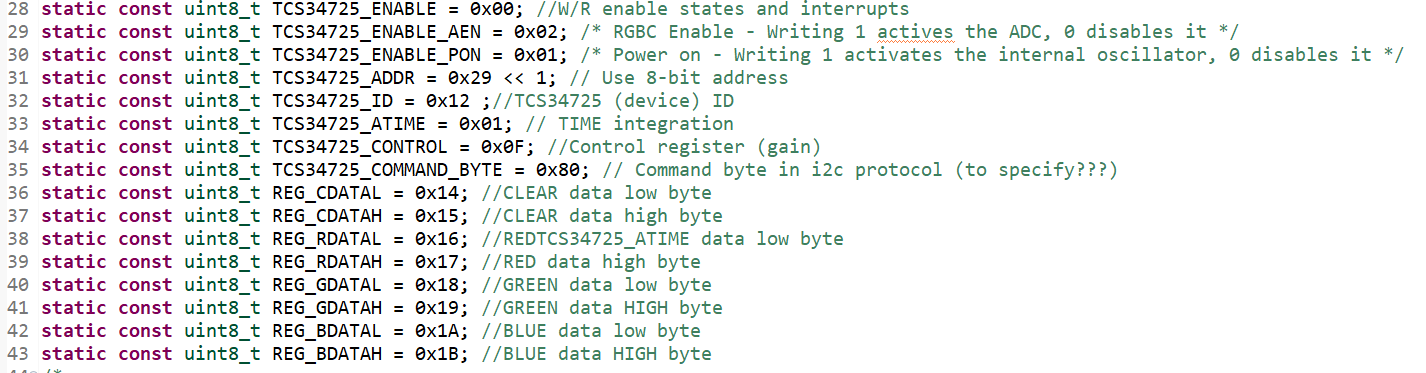 28 static const uint8_t TCS34725_ENABLE = 0x00; //W/R enable states and interrupts
29 static const uint8_t TCS34725_ENABLE_AEN = 0x02; /* RGBC Enable - Writing 1 actives the ADC, 0 disables it */
30 static const uint8_t TCS34725_ENABLE_PON = 0x01; /* Power on - Writing 1 activates the internal oscillator, 0 disables it */
31 static const uint8_t TCS34725_ADDR = 0x29 << 1; // Use 8-bit address
32 static const uint8_t TCS34725_ID = 0x12 ;//TCS34725 (device) ID
33 static const uint8_t TCS34725_ATIME = 0x01; // TIME integration
34 static const uint8_t TCS34725_CONTROL = 0x0F; //Control register (gain)
35 static const uint8_t TCS34725_COMMAND_BYTE = 0x80; // Command byte in i2c protocol (to specify???)
36 static const uint8_t REG_CDATAL = 0x14; //CLEAR data low byte
37 static const uint8_t REG_CDATAH = 0x15; //CLEAR data high byte
38 static const uint8_t REG_RDATAL = 0x16; //REDTCS34725_ATIME data low byte
39 static const uint8_t REG_RDATAH = 0x17; //RED data high byte
40 static const uint8_t REG_GDATAL = 0x18; //GREEN data low byte
41 static const uint8_t REG_GDATAH = 0x19; //GREEN data HIGH byte
42 static const uint8_t REG_BDATAL = 0x1A; //BLUE data low byte
43 static const uint8_t REG_BDATAH = 0x1B; //BLUE data HIGH byte